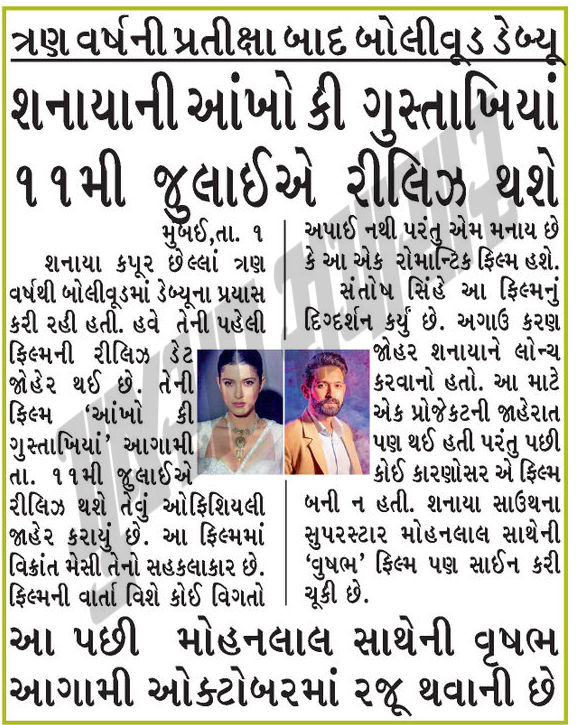 ત્રણ વર્ષની પ્રતીક્ષા બાદ બોલીવૂડ ડેબ્યૂ
શનાયાની આંખો કી ગુસ્તાખિયાં
૧૧મી જુલાઈએ રીલિઝ થશે
મુંબઈ,તા. ૧
શનાયા કપૂર છેલ્લાં ત્રણ
વર્ષથી બોલીવૂડમાં ડેબ્યૂના પ્રયાસ
કરી રહી હતી. હવે તેની પહેલી
ફિલ્મની રીલિઝ ડેટ
જાહેર થઈ છે. તેની
ફિલ્મ ‘આંખો કી
ગુસ્તાખિયાં’ આગામી
તા. ૧૧મી જુલાઈએ
રીલિઝ થશે તેવું ઓફિશિયલી
જાહેર કરાયું છે. આ ફિલ્મમાં
વિક્રાંત મેસી તેનો સહકલાકાર છે.
ફિલ્મની વાર્તા વિશે કોઈ વિગતો
અપાઈ નથી પરંતુ એમ મનાય છે
કે આ એક રોમાન્ટિક ફિલ્મ હશે.
સંતોષ સિંહે આ ફિલ્મનું
દિગ્દર્શન કર્યું છે. અગાઉ કરણ
જોહર શનાયાને લોન્ચ
કરવાનો હતો. આ માટે
એક પ્રોજેકટની જાહેરાત
પણ થઈ હતી પરંતુ પછી
કોઈ કારણોસર એ ફિલ્મ
બની ન હતી. શનાયા સાઉથના
સુપરસ્ટાર મોહનલાલ સાથેની
‘વુષભ’ ફિલ્મ પણ સાઈન કરી
ચૂકી છે.
આ પછી મોહનલાલ સાથેની વૃષભ
આગામી ઓક્ટોબરમાં રજૂ થવાની છે